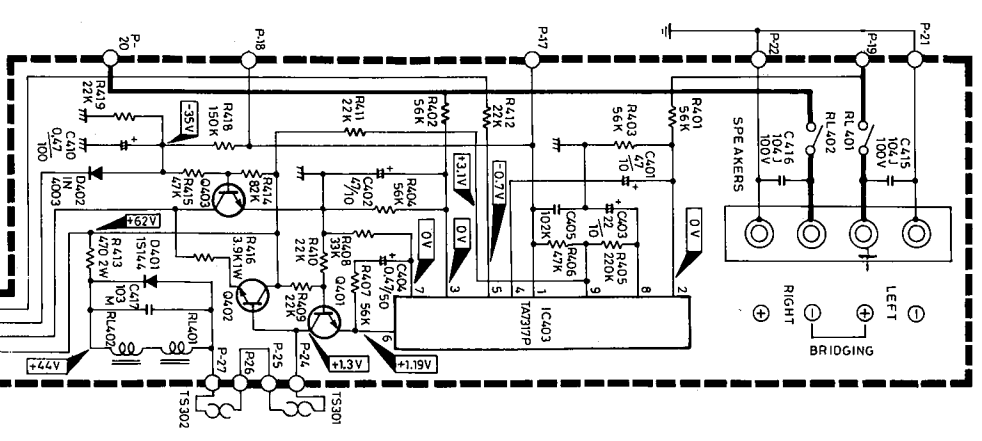 P-20
P-18
P-17
P-22
P-19
P-21
R419
22K
C410
0.47
100
-35V
R418
150K
R411
22K
R402
56K
R412
22K
R403
56K
C401
47
10
R401
56K
SPEAKERS
C416
104J
100V
RL402
RL401
C415
104J
100V
D402
IN
4003
R415
47K
Q403
R414
82K
C402
47/10
R404
56K
+3.1V
-0.7V
+62V
R413
470 2W
D401
1S144
C417
103
M
R416
3.9K1W
Q402
R410
22K
R408
33K
R409
22K
Q401
R407
56K
C404
0.47/50
0V
0V
C405
102K
R406
47K
C403
22
10
R405
220K
0V
7
3
5
4
1
9
8
2
6
IC403
TA7317P
RL402
RL401
+44V
P-27
P-26
P-25
P-24
+1.3V
+1.19V
TS302
TS301
RIGHT
LEFT
⊕ ⊖ ⊕ ⊖
BRIDGING